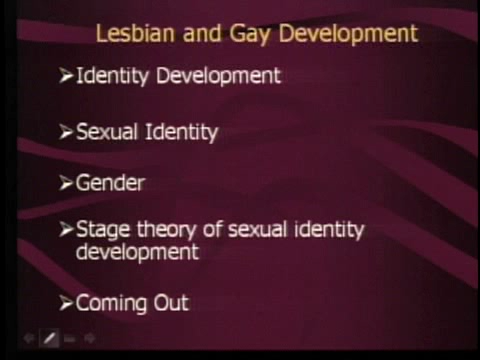 Lesbian and Gay Development
➢Identity Development
➢Sexual Identity
➢Gender
➢Stage theory of sexual identity
development
➢Coming Out